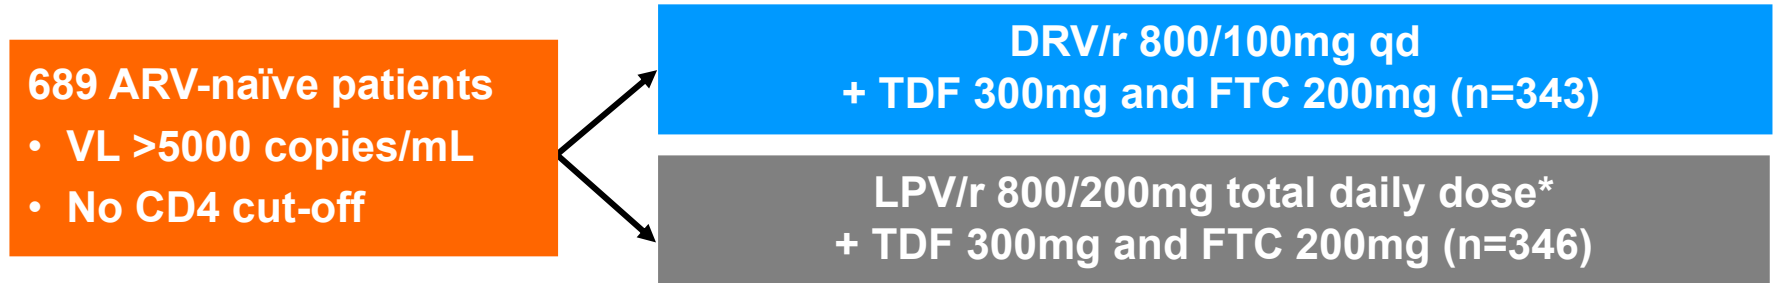 689 ARV-naïve patients
• VL >5000 copies/mL
• No CD4 cut-off
DRV/r 800/100mg qd
+ TDF 300mg and FTC 200mg (n=343)
LPV/r 800/200mg total daily dose*
+ TDF 300mg and FTC 200mg (n=346)